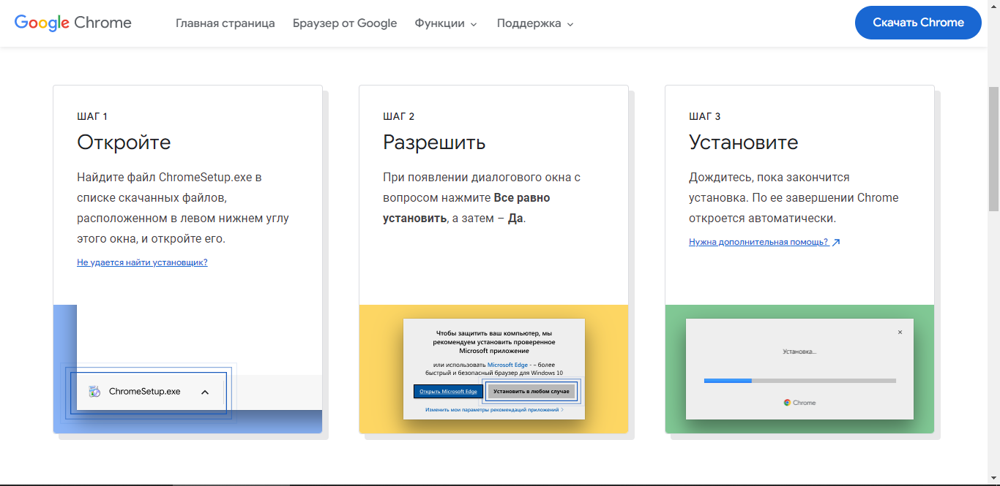 Google Chrome
Главная страница
Браузер от Google
Функции
Поддержка
Скачать Chrome
ШАГ 1
Откройте
Найдите файл ChromeSetup.exe в
списке скачанных файлов,
расположенном в левом нижнем углу
этого окна, и откройте его.
Не удается найти установщик?
ChromeSetup.exe
ШАГ 2
Разрешить
При появлении диалогового окна с
вопросом нажмите Все равно
установить, а затем – Да.
Чтобы защитить ваш компьютер, мы
рекомендуем установить проверенное
Microsoft приложение
или использовать Microsoft Edge - – более
быстрый и безопасный браузер для Windows 10
Открыть Microsoft Edge
Установить в любом случае
Изменить мои параметры рекомендаций приложений >
ШАГ 3
Установите
Дождитесь, пока закончится
установка. По ее завершении Chrome
откроется автоматически.
Нужна дополнительная помощь?
Установка...
Chrome